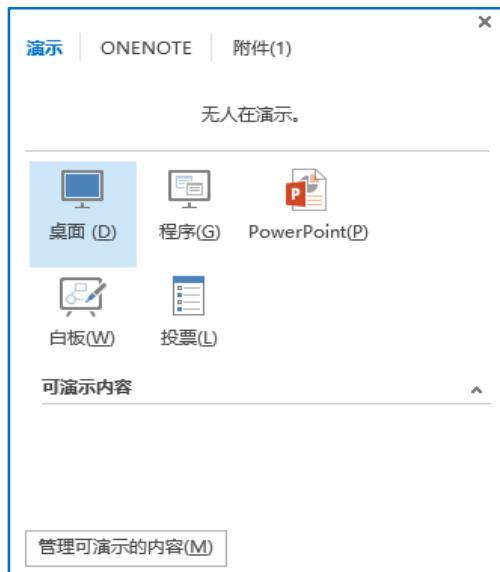 演示 ONENOTE 附件(1)
无人在演示。
桌面 (D) 程序(G) PowerPoint(P)
白板(W) 投票(L)
可演示内容
管理可演示的内容(M)